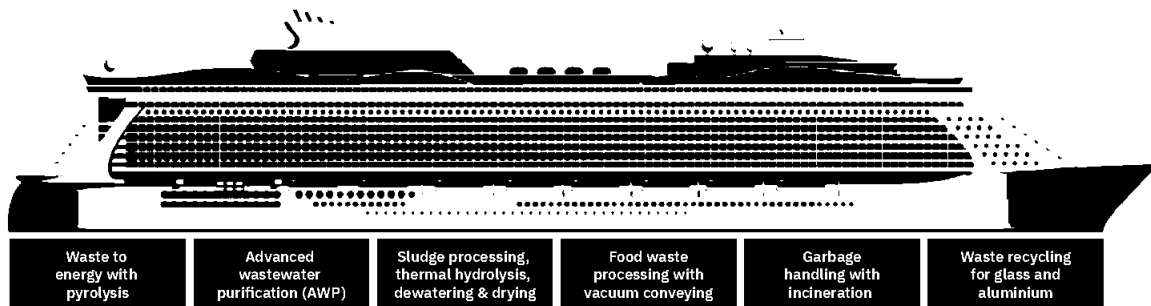 Waste to
energy with
pyrolysis
Advanced
wastewater
purification (AWP)
Sludge processing,
thermal hydrolysis,
dewatering & drying
Food waste
processing with
vacuum conveying
Garbage
handling with
incineration
Waste recycling
for glass and
aluminium